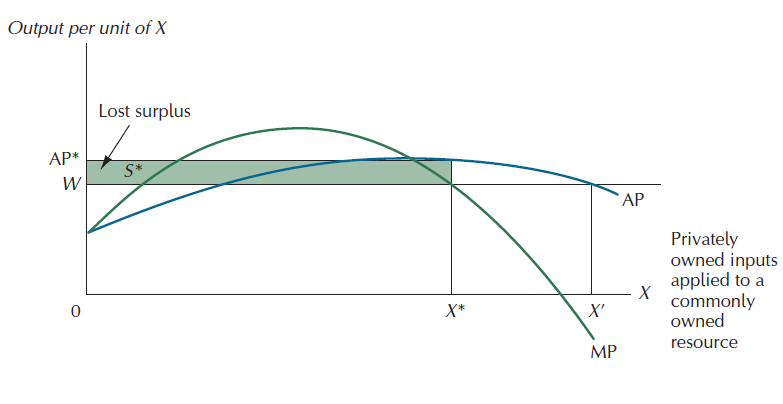 Output per unit of X
Lost surplus
AP*
S*
W
AP
Privately
owned inputs
applied to a
commonly
owned
resource
X
0
X*
X′
MP